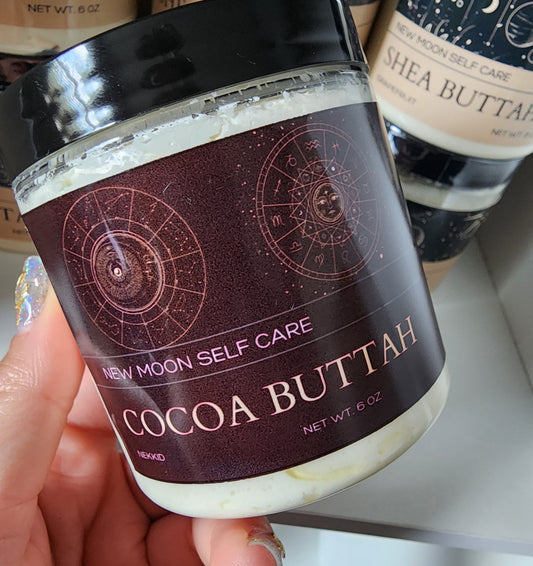 NET WT. 6 OZ
NEW MOON SELF CARE
SHEA BUTTAH
GRAPEFRUIT
NEW MOON SELF CARE
COCOA BUTTAH
NET WT. 6 OZ
NEKKID